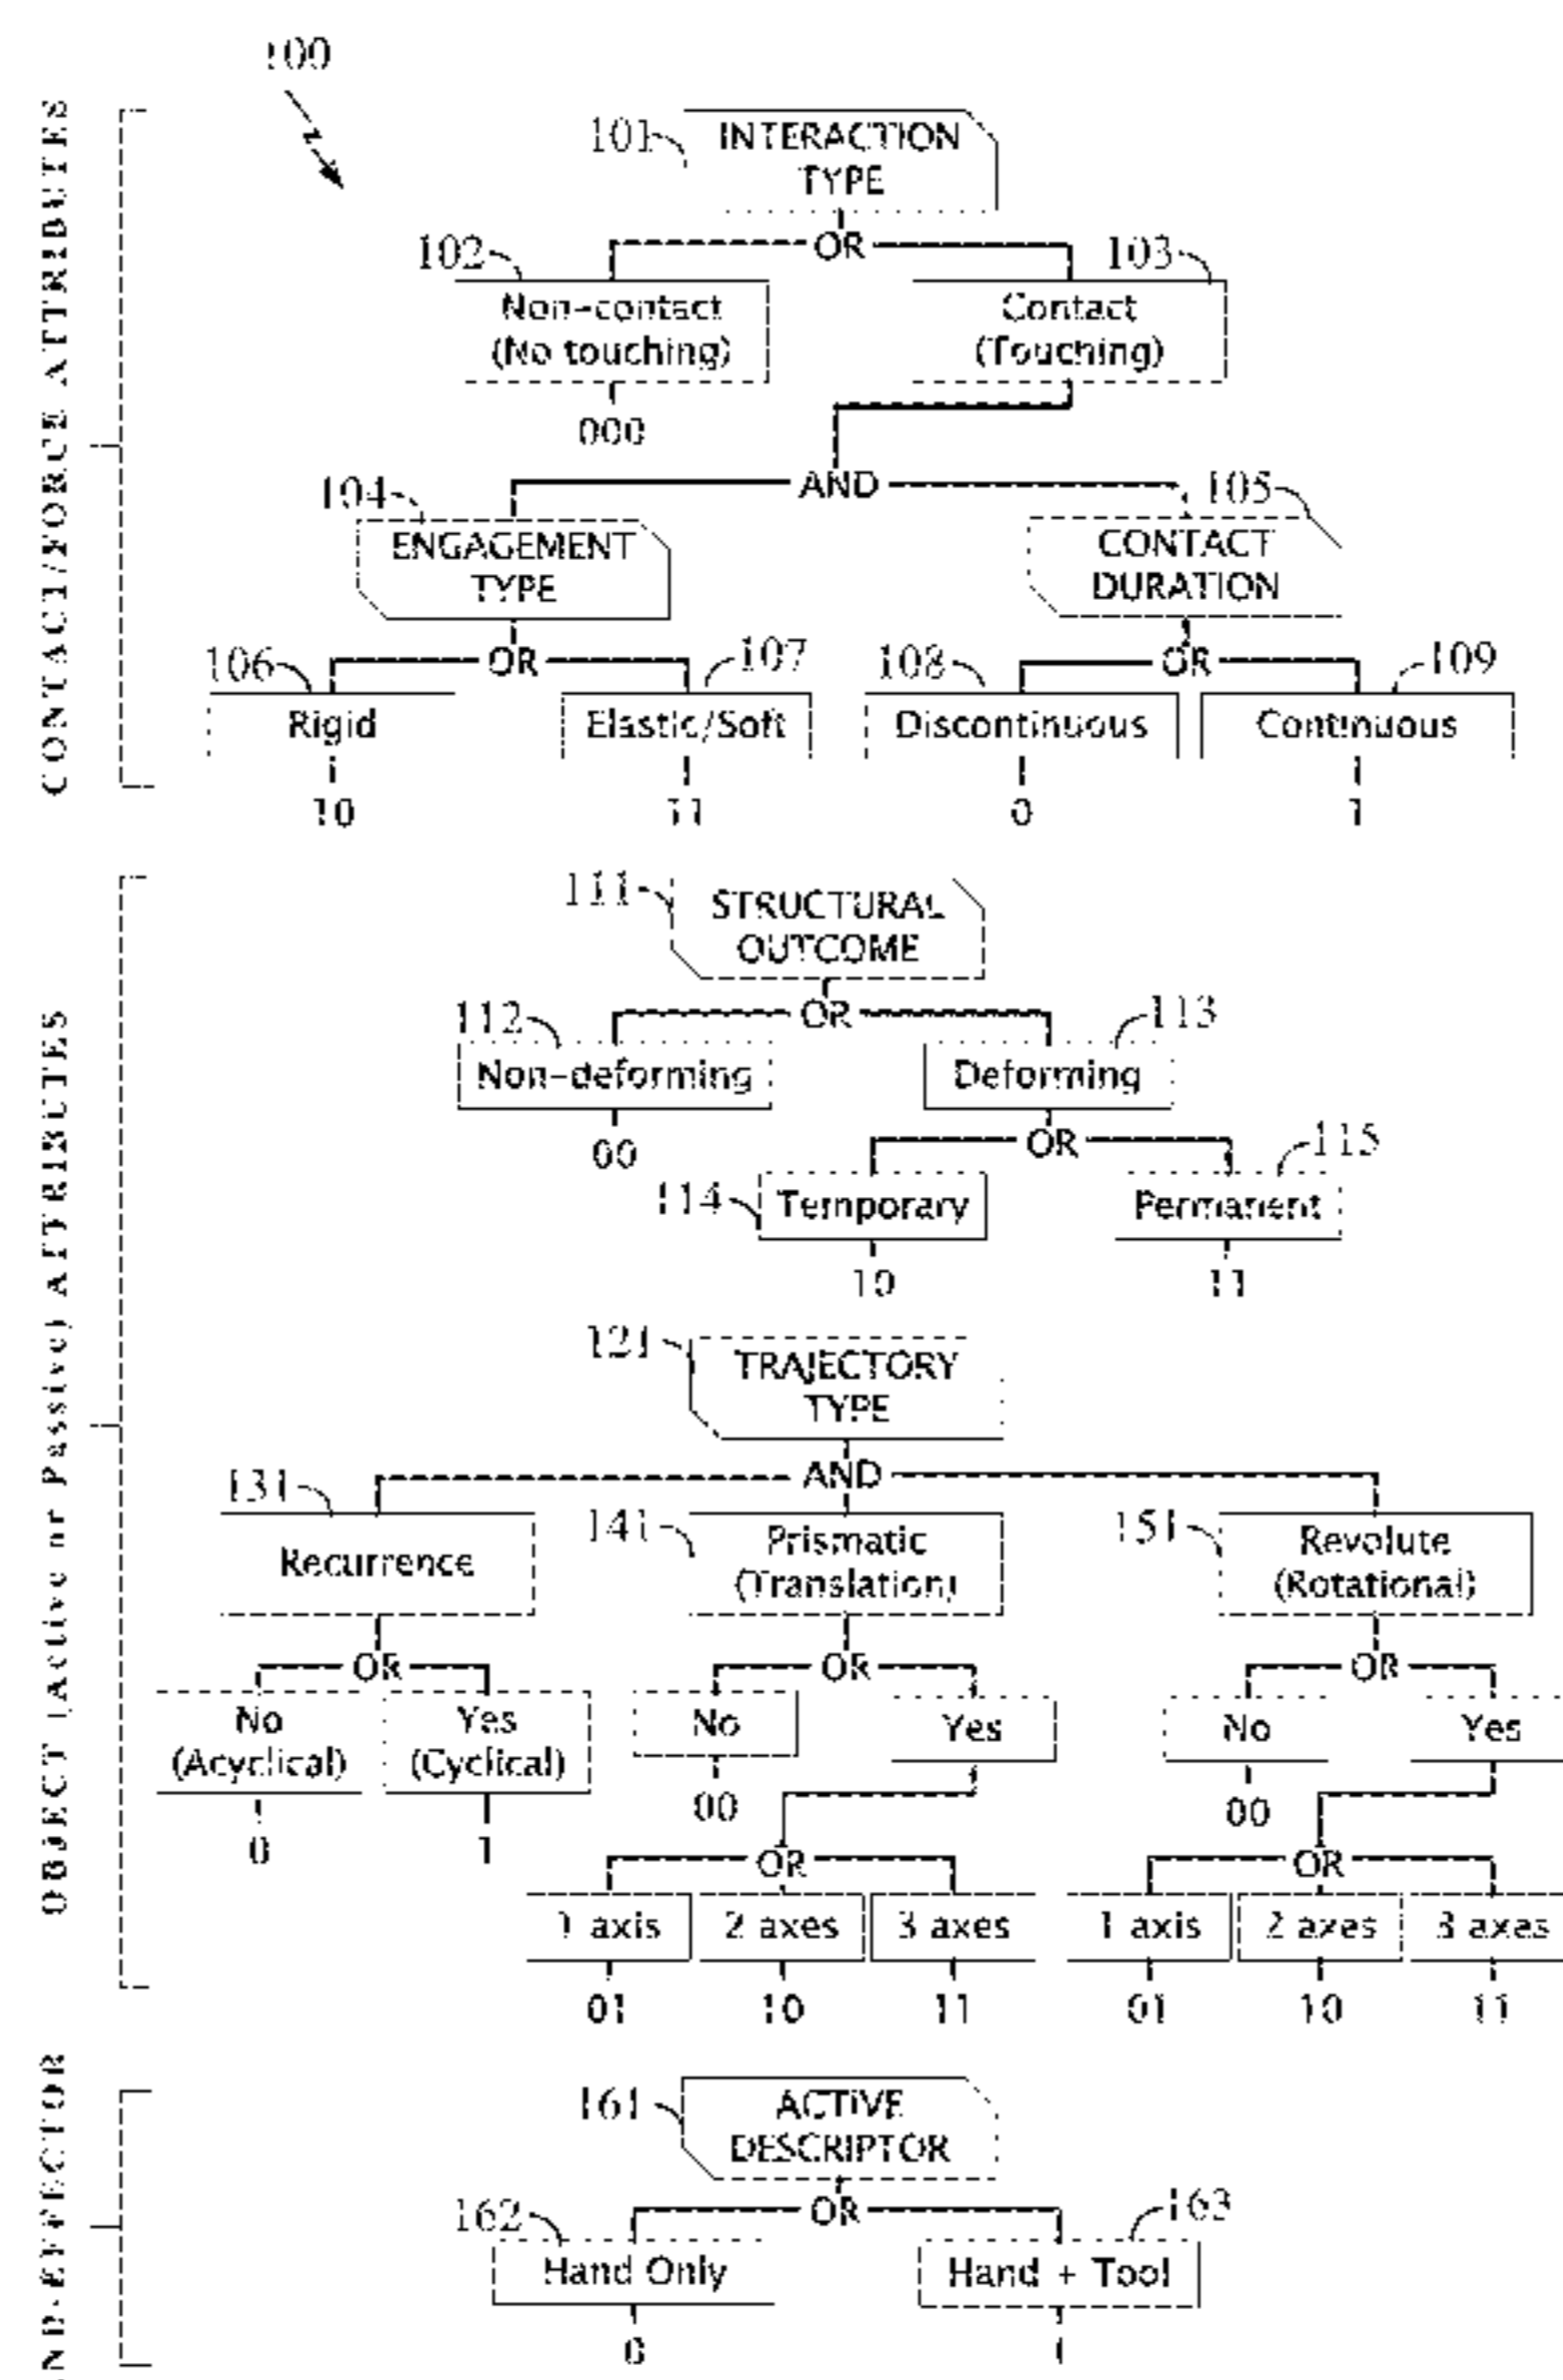 100
CONTACT/FORCE ATTRIBUTES
101
INTERACTION
TYPE
OR
102
103
Non-contact
(No touching)
Contact
(Touching)
000
AND
104
105
ENGAGEMENT
TYPE
CONTACT
DURATION
OR
OR
106
107
108
109
Rigid
Elastic/Soft
Discontinuous
Continuous
10
11
0
1
OBJECT (Active or Passive) ATTRIBUTES
111
STRUCTURAL
OUTCOME
OR
112
113
Non-deforming
Deforming
00
OR
114
115
Temporary
Permanent
10
11
121
TRAJECTORY
TYPE
AND
131
141
151
Recurrence
Prismatic
(Translation)
Revolute
(Rotational)
OR
OR
OR
No
(Acyclical)
Yes
(Cyclical)
No
Yes
No
Yes
0
1
00
00
OR
OR
1 axis
2 axes
3 axes
1 axis
2 axes
3 axes
01
10
11
01
10
11
ND-EFFECTOR
161
ACTIVE
DESCRIPTOR
OR
162
163
Hand Only
Hand + Tool
0
1